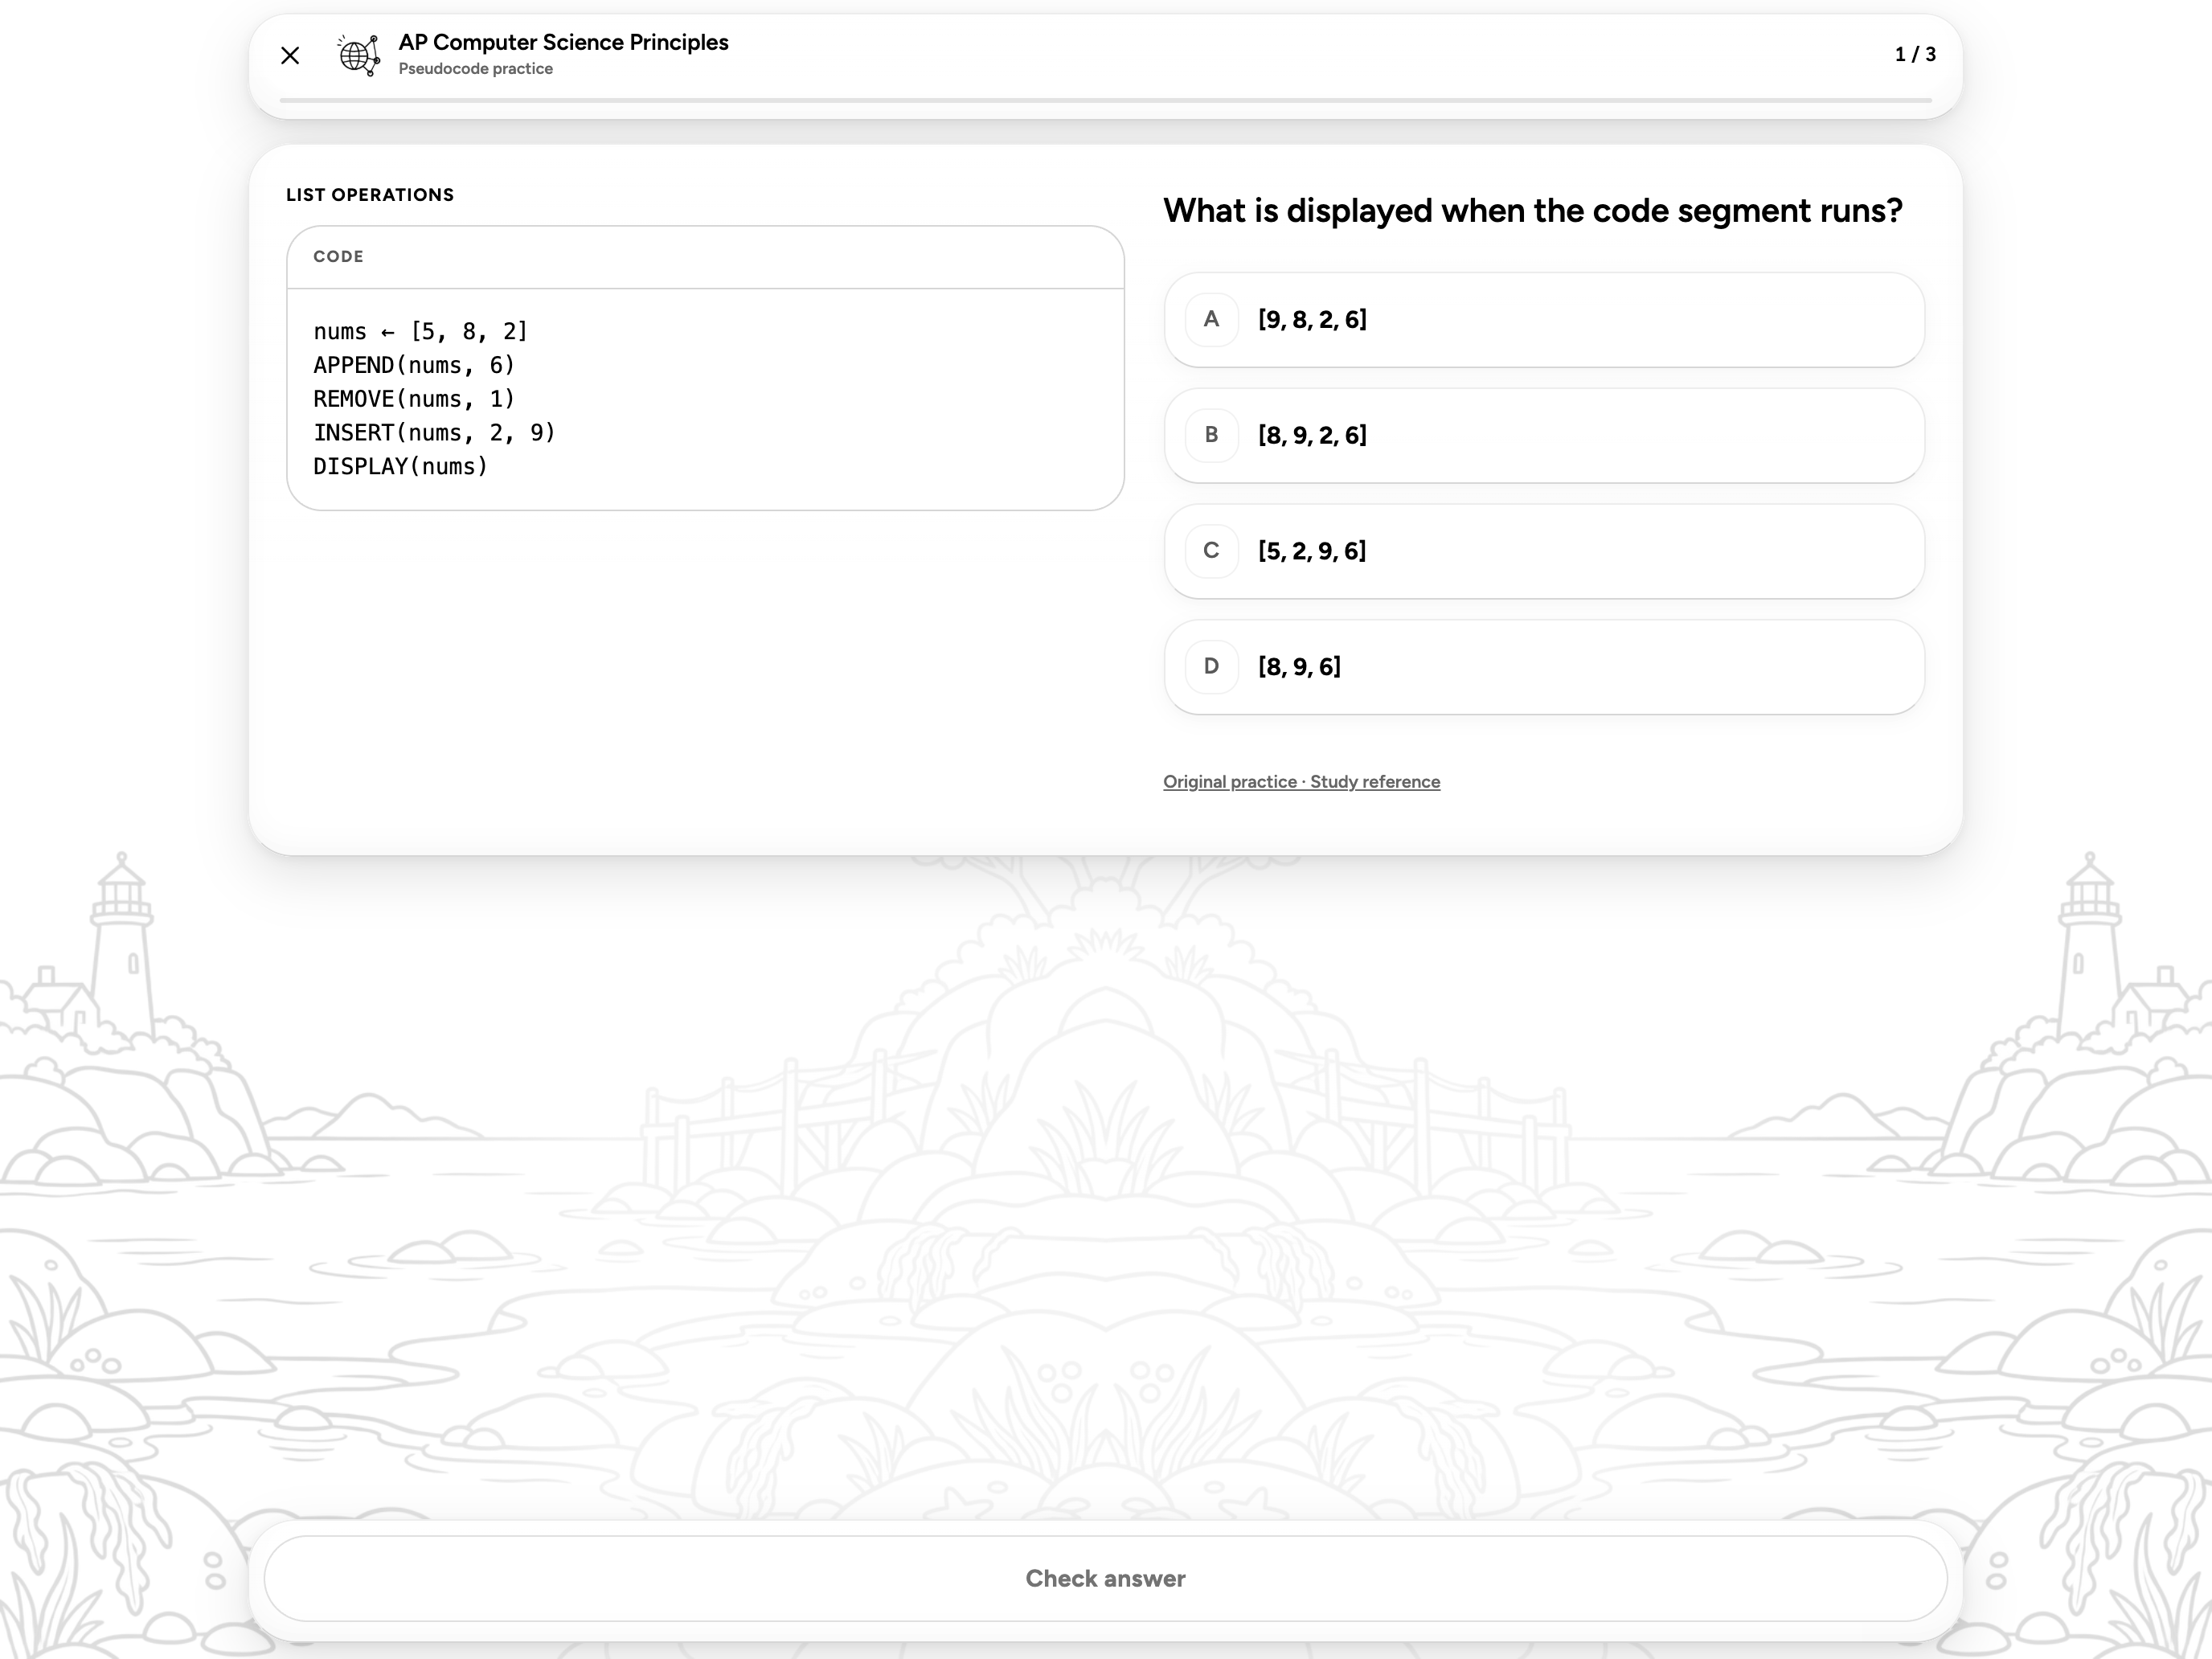 AP Computer Science Principles
Pseudocode practice
1 / 3
LIST OPERATIONS
CODE
nums ← [5, 8, 2]
APPEND(nums, 6)
REMOVE(nums, 1)
INSERT(nums, 2, 9)
DISPLAY(nums)
What is displayed when the code segment runs?
A [9, 8, 2, 6]
B [8, 9, 2, 6]
C [5, 2, 9, 6]
D [8, 9, 6]
Original practice · Study reference
Check answer